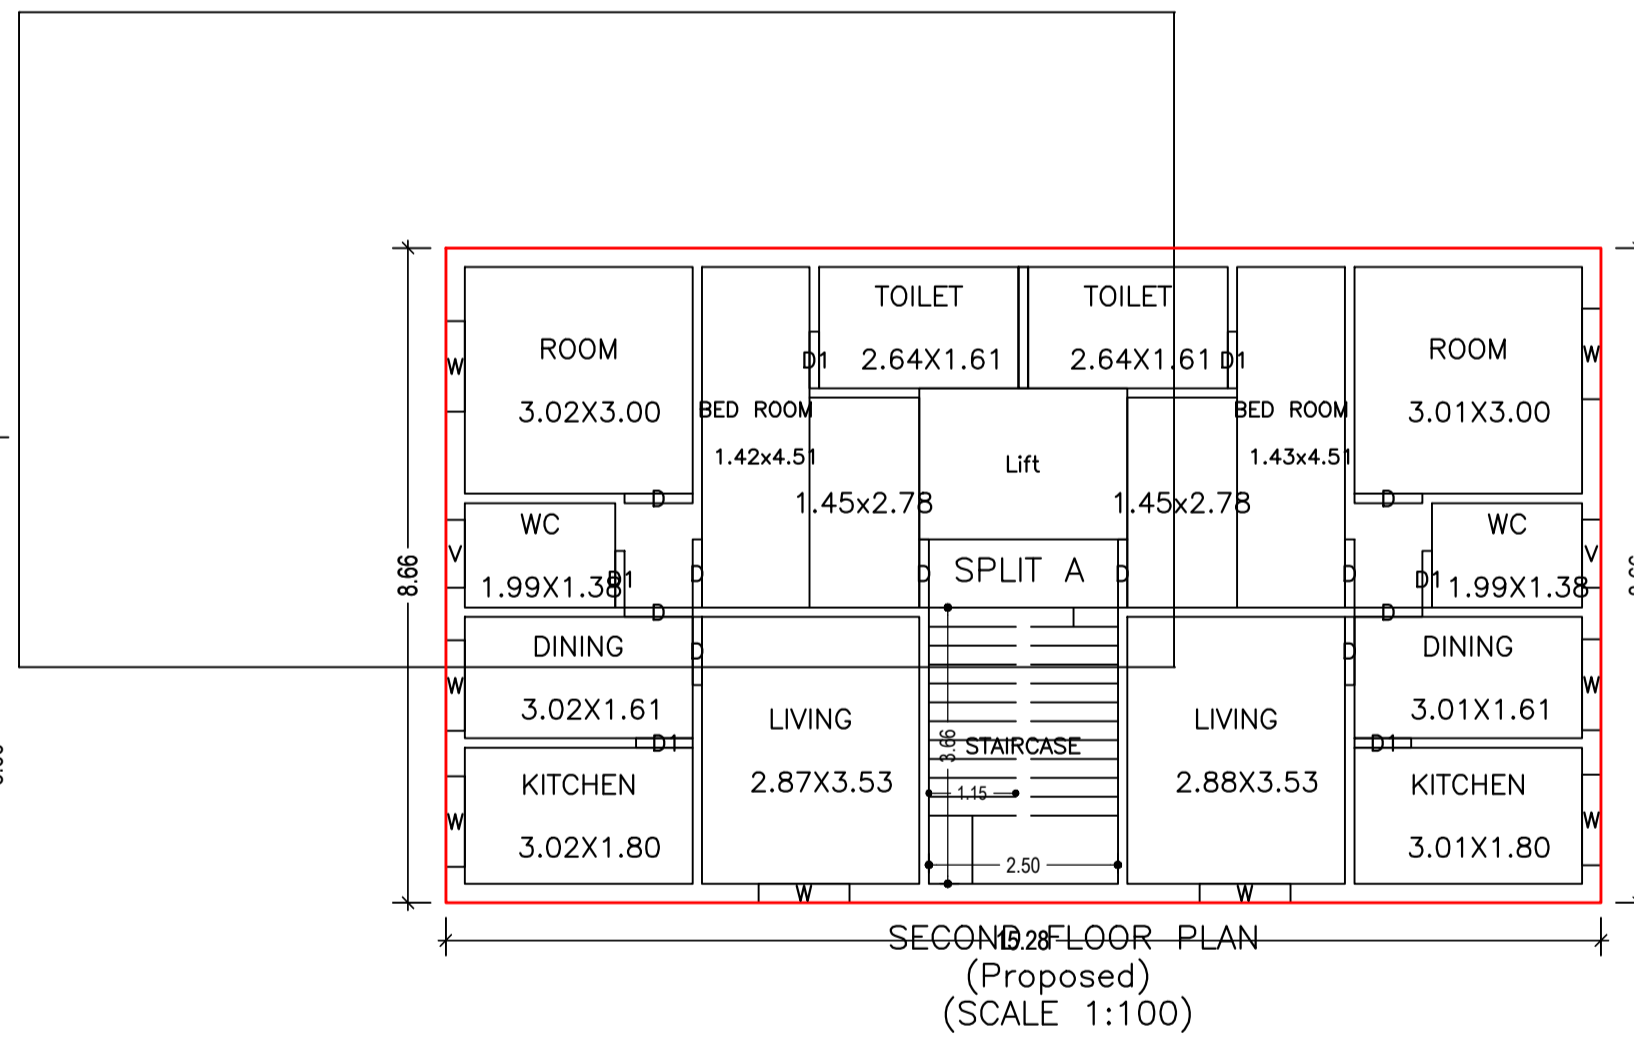 TOILET
TOILET
ROOM
ROOM
W
W
D1
2.64X1.61
2.64X1.61
D1
3.02X3.00
BED ROOM
BED ROOM
3.01X3.00
1.42x4.51
Lift
1.43x4.51
D
1.45x2.78
1.45x2.78
D
WC
WC
V
V
8.66
1.99X1.38
D1
D
D
SPLIT A
D
D
D1
1.99X1.38
D
D
DINING
D
D
DINING
W
W
3.02X1.61
LIVING
LIVING
3.01X1.61
D1
3.66
STAIRCASE
D1
KITCHEN
2.87X3.53
2.88X3.53
KITCHEN
1.15
W
W
3.02X1.80
3.01X1.80
2.50
W
W
SECOND FLOOR PLAN
15.28
(Proposed)
(SCALE 1:100)